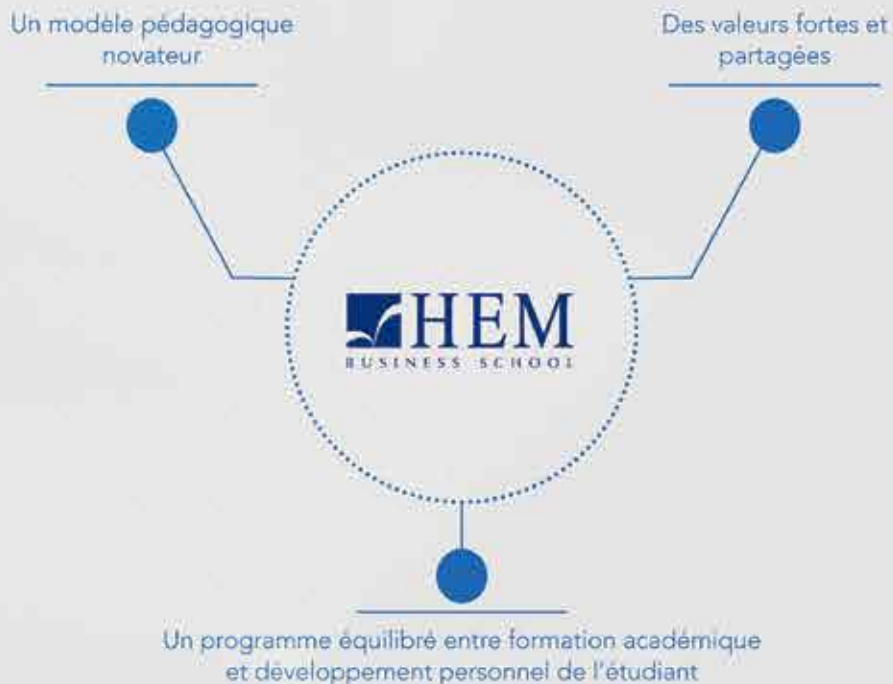 Un modèle pédagogique
novateur
Des valeurs fortes et
partagées
HEM
BUSINESS SCHOOL
Un programme équilibré entre formation académique
et développement personnel de l'étudiant